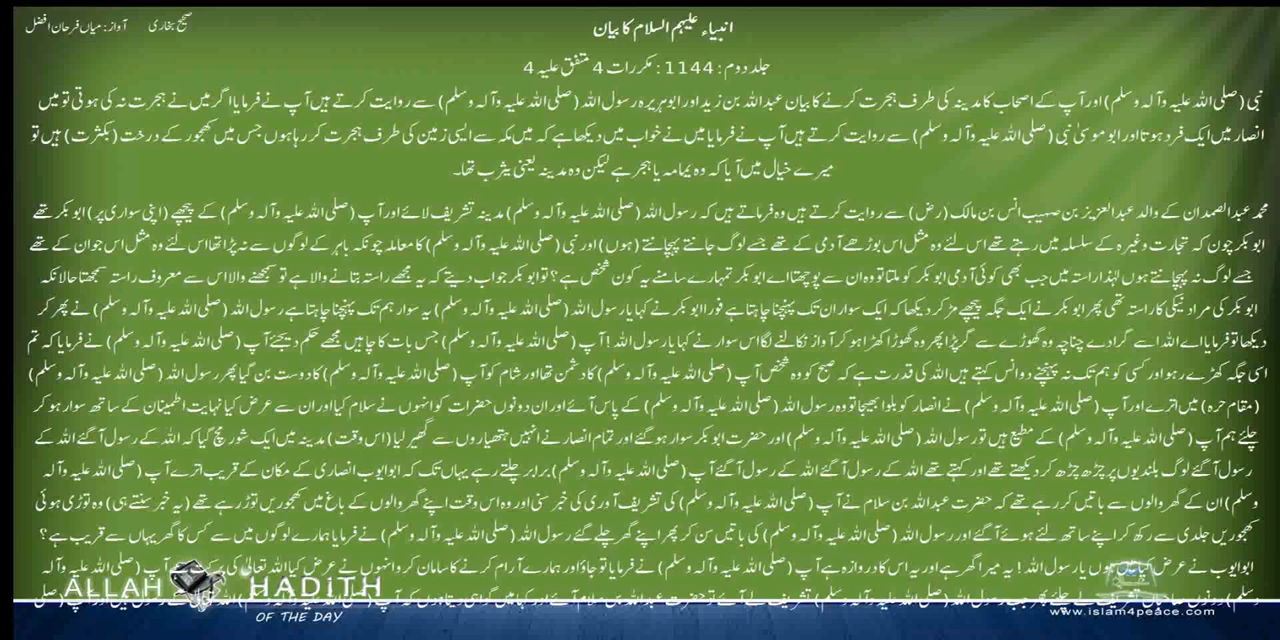 صحیح بخاری آواز: میاں فرحان افضل
انبیاء علیہم السلام کا بیان
جلد دوم: 1144: مکررات 4 متفق علیہ 4
نبی (صلی اللہ علیہ وآلہ وسلم) اور آپ کے اصحاب کا مدینہ کی طرف ہجرت کرنے کا بیان عبداللہ بن زید اور ابوہریرہ رسول اللہ (صلی اللہ علیہ وآلہ وسلم) سے روایت کرتے ہیں آپ نے فرمایا اگر میں نے ہجرت نہ کی ہوتی تو میں
انصار میں ایک فرد ہوتا اور ابو موسیٰ نبی (صلی اللہ علیہ وآلہ وسلم) سے روایت کرتے ہیں آپ نے فرمایا میں نے خواب میں دیکھا ہے کہ میں مکہ سے ایسی زمین کی طرف ہجرت کر رہا ہوں جس میں کھجور کے درخت (بکثرت) ہیں تو
میرے خیال میں آیا کہ وہ یمامہ یا ہجر ہے لیکن وہ مدینہ یعنی یثرب تھا۔
محمد عبدالصمد ان کے والد عبدالعزیز بن صہیب انس بن مالک (رض) سے روایت کرتے ہیں وہ فرماتے ہیں کہ رسول اللہ (صلی اللہ علیہ وآلہ وسلم) مدینہ تشریف لائے اور آپ (صلی اللہ علیہ وآلہ وسلم) کے پیچھے (اپنی سواری پر) ابوبکر تھے
ابوبکر چون کہ تجارت وغیرہ کے سلسلہ میں رہتے تھے اس لئے وہ مثل اس بوڑھے آدمی کے تھے جسے لوگ جانتے پہچانتے (ہوں) اور نبی (صلی اللہ علیہ وآلہ وسلم) کا معاملہ چونکہ باہر کے لوگوں سے نہ پڑا تھا اس لئے وہ مثل اس جوان کے تھے
جسے لوگ نہ پہچانتے ہوں لہٰذا راستہ میں جب بھی کوئی آدمی ابوبکر کو ملتا تو وہ ان سے پوچھتا اے ابوبکر تمہارے سامنے یہ کون شخص ہے؟ تو ابوبکر جواب دیتے کہ یہ مجھے راستہ بتانے والا ہے تو سمجھنے والا اس سے معروف راستہ سمجھتا حالانکہ
ابوبکر کی مراد نیکی کا راستہ تھی پھر ابوبکر نے ایک جگہ پیچھے مڑ کر دیکھا کہ ایک سوار ان تک پہنچنا چاہتا ہے فورا ابوبکر نے کہا یا رسول اللہ (صلی اللہ علیہ وآلہ وسلم) یہ سوار ہم تک پہنچنا چاہتا ہے رسول اللہ (صلی اللہ علیہ وآلہ وسلم) نے پھر کر
دیکھا تو فرمایا اے اللہ اسے گرا دے چناچہ وہ گھوڑے سے گر پڑا پھر وہ گھوڑا کھڑا ہو کر آواز نکالنے لگا اس سوار نے کہا یا رسول اللہ! آپ (صلی اللہ علیہ وآلہ وسلم) جس بات کا چاہیں مجھے حکم دیجئے آپ (صلی اللہ علیہ وآلہ وسلم) نے فرمایا کہ تم
اسی جگہ کھڑے رہو اور کسی کو ہم تک نہ پہنچنے دو انس کہتے ہیں اللہ کی قدرت ہے کہ صبح کو وہ شخص آپ (صلی اللہ علیہ وآلہ وسلم) کا دشمن تھا اور شام کو آپ (صلی اللہ علیہ وآلہ وسلم) کا دوست بن گیا پھر رسول اللہ (صلی اللہ علیہ وآلہ وسلم)
(مقام حرہ) میں اترے اور آپ (صلی اللہ علیہ وآلہ وسلم) نے انصار کو بلوا بھیجا تو وہ رسول اللہ (صلی اللہ علیہ وآلہ وسلم) کے پاس آئے اور ان دونوں حضرات کو انہوں نے سلام کیا اور ان سے عرض کیا نہایت اطمینان کے ساتھ سوار ہو کر
چلئے ہم آپ (صلی اللہ علیہ وآلہ وسلم) کے مطیع ہیں تو رسول اللہ (صلی اللہ علیہ وآلہ وسلم) اور حضرت ابوبکر سوار ہو گئے اور تمام انصار نے انہیں ہتھیاروں سے گھیر لیا (اس وقت) مدینہ میں ایک شور مچ گیا کہ اللہ کے رسول آگئے اللہ کے
رسول آگئے لوگ بلندیوں پر چڑھ چڑھ کر دیکھتے تھے اور کہتے تھے اللہ کے رسول آگئے اللہ کے رسول آگئے آپ (صلی اللہ علیہ وآلہ وسلم) برابر چلتے رہے یہاں تک کہ ابوایوب انصاری کے مکان کے قریب اترے آپ (صلی اللہ علیہ وآلہ
وسلم) ان کے گھر والوں سے باتیں کر رہے تھے کہ حضرت عبداللہ بن سلام نے آپ (صلی اللہ علیہ وآلہ وسلم) کی تشریف آوری کی خبر سنی اور وہ اس وقت اپنے گھر والوں کے باغ میں کھجوریں توڑ رہے تھے (یہ خبر سنتے ہی) وہ توڑی ہوئی
کھجوریں جلدی سے رکھ کر اپنے ساتھ لئے ہوئے آگئے اور رسول اللہ (صلی اللہ علیہ وآلہ وسلم) کی باتیں سن کر پھر اپنے گھر چلے گئے رسول اللہ (صلی اللہ علیہ وآلہ وسلم) نے فرمایا ہمارے لوگوں میں سے کس کا گھر یہاں سے قریب ہے؟
ابوایوب نے عرض کیا میں ہوں یا رسول اللہ! یہ میرا گھر ہے اور یہ اس کا دروازہ ہے آپ (صلی اللہ علیہ وآلہ وسلم) نے فرمایا تو جاؤ اور ہمارے آرام کرنے کا سامان کرو انہوں نے عرض کیا اللہ تعالیٰ کی آپ (صلی اللہ علیہ وآلہ
ALLAH HADITH
OF THE DAY
www.islam4peace.com